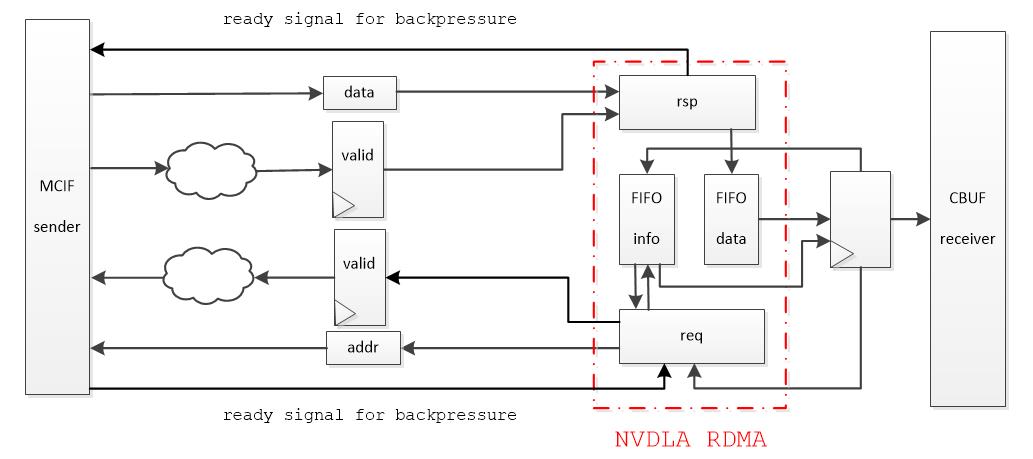 ready signal for backpressure
data
rsp
valid
MCIF
sender
FIFO
info
FIFO
data
CBUF
receiver
valid
req
addr
ready signal for backpressure
NVDLA RDMA